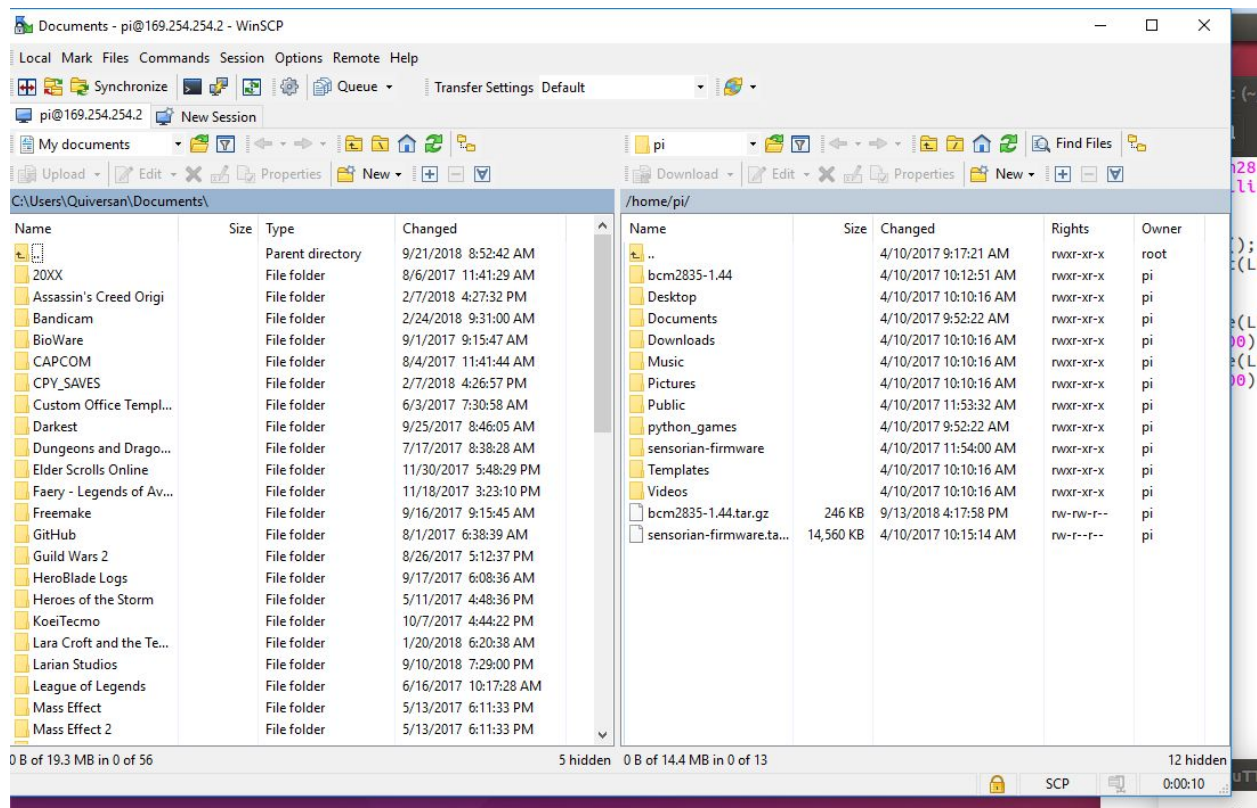 Documents - pi@169.254.254.2 - WinSCP
Local Mark Files Commands Session Options Remote Help
Synchronize Queue Transfer Settings Default
pi@169.254.254.2 New Session
My documents
Upload Edit Properties New
C:\Users\Quiversan\Documents\
Name Size Type Changed
.. Parent directory 9/21/2018 8:52:42 AM
20XX File folder 8/6/2017 11:41:29 AM
Assassin's Creed Origi File folder 2/7/2018 4:27:32 PM
Bandicam File folder 2/24/2018 9:31:00 AM
BioWare File folder 9/1/2017 9:15:47 AM
CAPCOM File folder 8/4/2017 11:41:44 AM
CPY_SAVES File folder 2/7/2018 4:26:57 PM
Custom Office Templ... File folder 6/3/2017 7:30:58 AM
Darkest File folder 9/25/2017 8:46:05 AM
Dungeons and Drago... File folder 7/17/2017 8:38:28 AM
Elder Scrolls Online File folder 11/30/2017 5:48:29 PM
Faery - Legends of Av... File folder 11/18/2017 3:23:10 PM
Freemake File folder 9/16/2017 9:15:45 AM
GitHub File folder 8/1/2017 6:38:39 AM
Guild Wars 2 File folder 8/26/2017 5:12:37 PM
HeroBlade Logs File folder 9/17/2017 6:08:36 AM
Heroes of the Storm File folder 5/11/2017 4:48:36 PM
KoeiTecmo File folder 10/7/2017 4:44:22 PM
Lara Croft and the Te... File folder 1/20/2018 6:20:38 AM
Larian Studios File folder 9/10/2018 7:29:00 PM
League of Legends File folder 6/16/2017 10:17:28 AM
Mass Effect File folder 5/13/2017 6:11:33 PM
Mass Effect 2 File folder 5/13/2017 6:11:33 PM
0 B of 19.3 MB in 0 of 56 5 hidden
pi Find Files
Download Edit Properties New
/home/pi/
Name Size Changed Rights Owner
.. 4/10/2017 9:17:21 AM rwxr-xr-x root
bcm2835-1.44 4/10/2017 10:12:51 AM rwxr-xr-x pi
Desktop 4/10/2017 10:10:16 AM rwxr-xr-x pi
Documents 4/10/2017 9:52:22 AM rwxr-xr-x pi
Downloads 4/10/2017 10:10:16 AM rwxr-xr-x pi
Music 4/10/2017 10:10:16 AM rwxr-xr-x pi
Pictures 4/10/2017 10:10:16 AM rwxr-xr-x pi
Public 4/10/2017 11:53:32 AM rwxr-xr-x pi
python_games 4/10/2017 9:52:22 AM rwxr-xr-x pi
sensorian-firmware 4/10/2017 11:54:00 AM rwxr-xr-x pi
Templates 4/10/2017 10:10:16 AM rwxr-xr-x pi
Videos 4/10/2017 10:10:16 AM rwxr-xr-x pi
bcm2835-1.44.tar.gz 246 KB 9/13/2018 4:17:58 PM rw-rw-r-- pi
sensorian-firmware.ta... 14,560 KB 4/10/2017 10:15:14 AM rw-r--r-- pi
0 B of 14.4 MB in 0 of 13 12 hidden
SCP 0:00:10